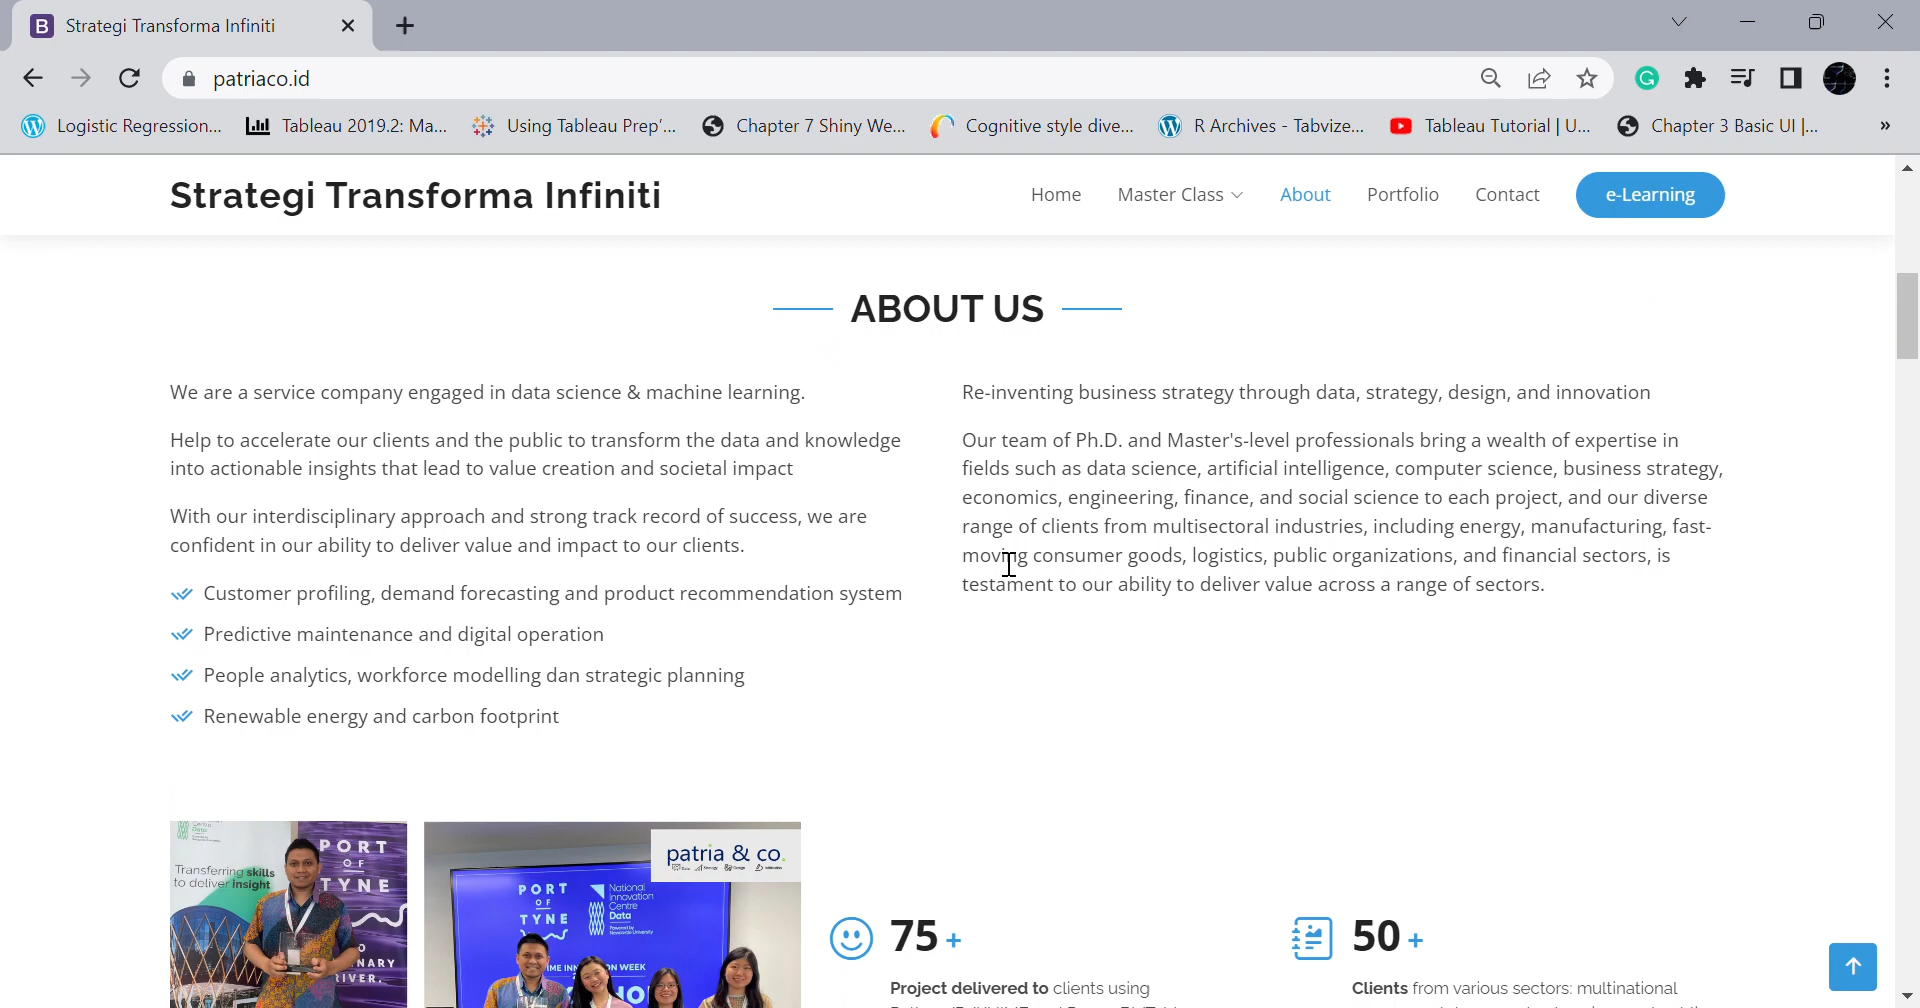 Strategi Transforma Infiniti
patriaco.id
Logistic Regression...
Tableau 2019.2: Ma...
Using Tableau Prep'...
Chapter 7 Shiny We...
Cognitive style dive...
R Archives - Tabvize...
Tableau Tutorial | U...
Chapter 3 Basic UI |...
»
Strategi Transforma Infiniti
Home
Master Class
About
Portfolio
Contact
e-Learning
ABOUT US
We are a service company engaged in data science & machine learning.
Help to accelerate our clients and the public to transform the data and knowledge
into actionable insights that lead to value creation and societal impact
With our interdisciplinary approach and strong track record of success, we are
confident in our ability to deliver value and impact to our clients.
Customer profiling, demand forecasting and product recommendation system
Predictive maintenance and digital operation
People analytics, workforce modelling dan strategic planning
Renewable energy and carbon footprint
Re-inventing business strategy through data, strategy, design, and innovation
Our team of Ph.D. and Master's-level professionals bring a wealth of expertise in
fields such as data science, artificial intelligence, computer science, business strategy,
economics, engineering, finance, and social science to each project, and our diverse
range of clients from multisectoral industries, including energy, manufacturing, fast-
moving consumer goods, logistics, public organizations, and financial sectors, is
testament to our ability to deliver value across a range of sectors.
Data
Transferring skills
to deliver insight
PORT
OF
TYNE
RIVER.
patria & co.
PORT
OF
TYNE
National
Innovation
Centre
Data
75 +
Project delivered to clients using
50 +
Clients from various sectors: multinational